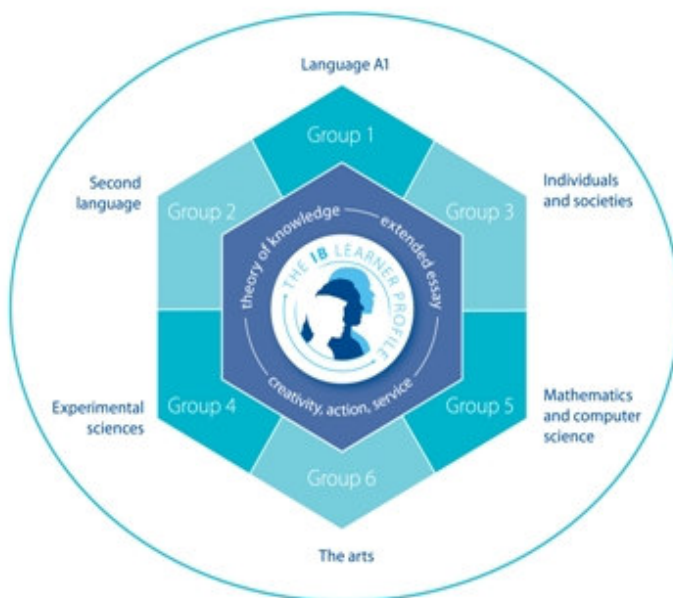 Language A1
Group 1
Second
language
Group 2
Group 3
Individuals
and societies
theory of knowledge
extended essay
THE IB LEARNER PROFILE
creativity, action, service
Experimental
sciences
Group 4
Group 5
Mathematics
and computer
science
Group 6
The arts